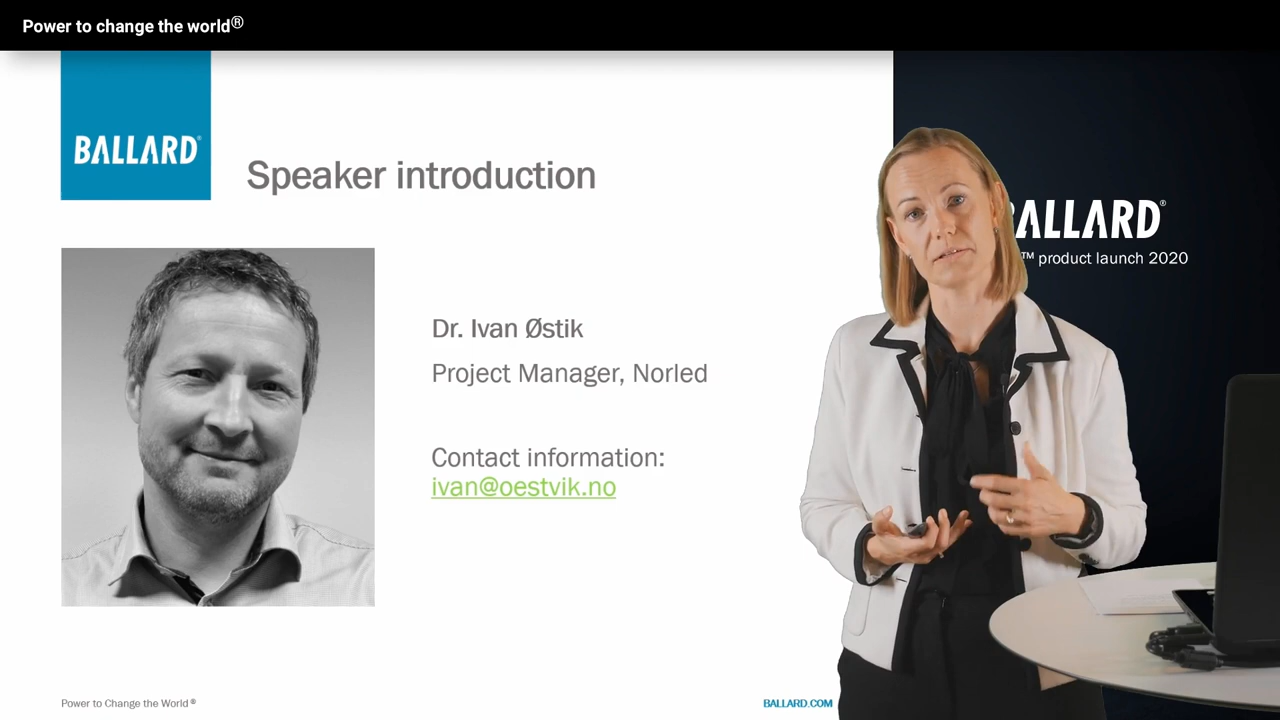 Power to change the world®
BALLARD®
Speaker introduction
Dr. Ivan Østik
Project Manager, Norled
Contact information:
ivan@oestvik.no
BALLARD®
™ product launch 2020
Power to Change the World®
BALLARD.COM